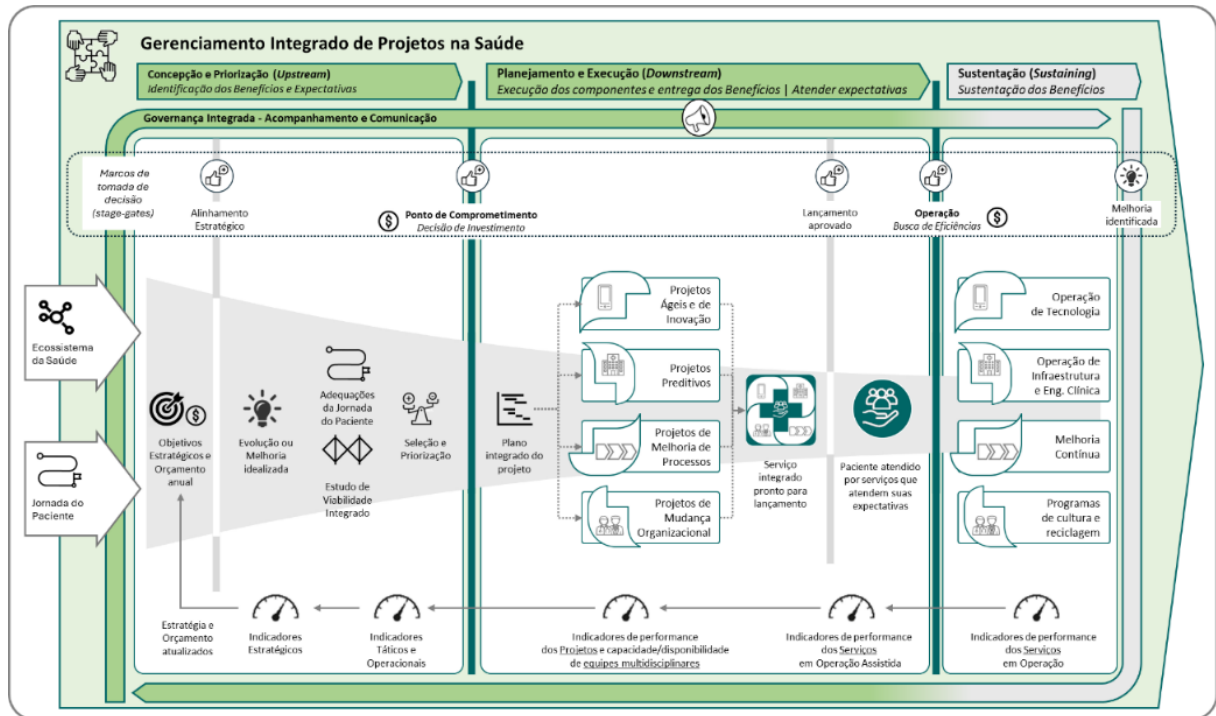 Gerenciamento Integrado de Projetos na Saúde
Concepção e Priorização (Upstream)
Identificação dos Benefícios e Expectativas
Planejamento e Execução (Downstream)
Execução dos componentes e entrega dos Benefícios | Atender expectativas
Sustentação (Sustaining)
Sustentação dos Benefícios
Governança Integrada - Acompanhamento e Comunicação
Marcos de
tomada de
decisão
(stage-gates)
Alinhamento
Estratégico
$
Ponto de Comprometimento
Decisão de Investimento
Lançamento
aprovado
Operação
Busca de Eficiências
$
Melhoria
identificada
Ecossistema
da Saúde
Jornada do
Paciente
$
Objetivos
Estratégicos e
Orçamento
anual
Evolução ou
Melhoria
idealizada
Adequações
da Jornada
do Paciente
Estudo de
Viabilidade
Integrado
Seleção e
Priorização
Plano
integrado do
projeto
Projetos
Ágeis e de
Inovação
Projetos
Preditivos
Projetos de
Melhoria de
Processos
Projetos de
Mudança
Organizacional
Serviço
integrado
pronto para
lançamento
Paciente atendido
por serviços que
atendem suas
expectativas
Operação
de Tecnologia
Operação de
Infraestrutura
e Eng. Clínica
Melhoria
Contínua
Programas
de cultura e
reciclagem
Estratégia e
Orçamento
atualizados
Indicadores
Estratégicos
Indicadores
Táticos e
Operacionais
Indicadores de performance
dos Projetos e capacidade/disponibilidade
de equipes multidisciplinares
Indicadores de performance
dos Serviços
em Operação Assistida
Indicadores de performance
dos Serviços
em Operação